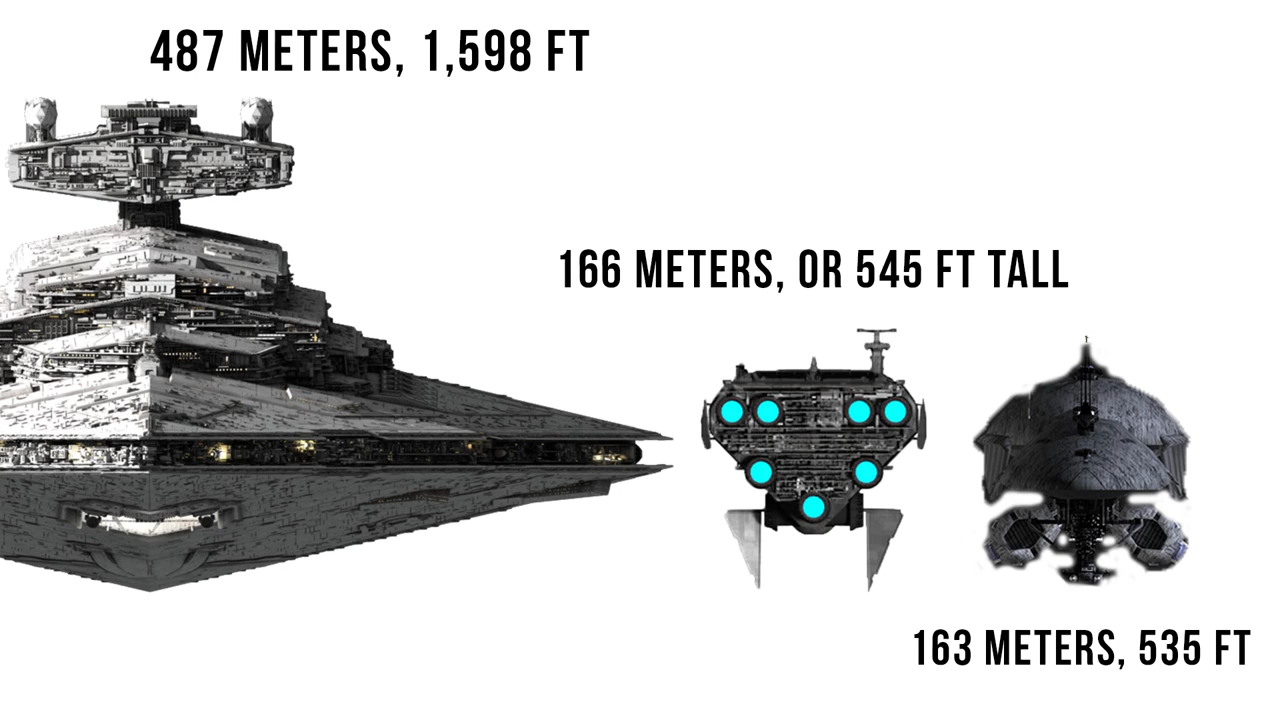 487 METERS, 1,598 FT
166 METERS, OR 545 FT TALL
163 METERS, 535 FT